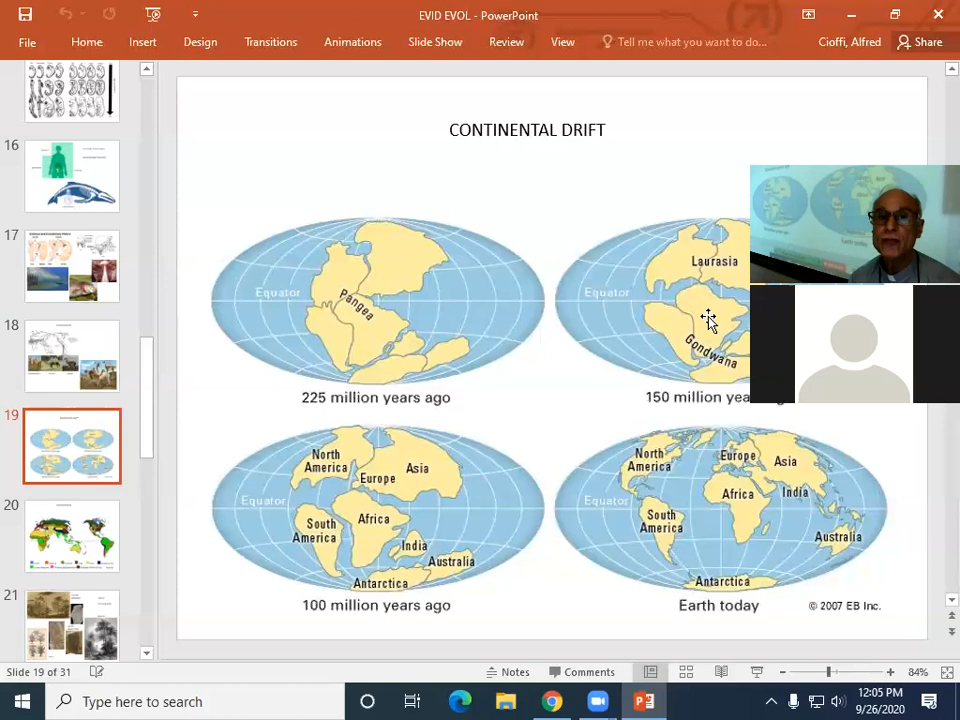 EVID EVOL - PowerPoint
File Home Insert Design Transitions Animations Slide Show Review View Tell me what you want to do... Cioffi, Alfred Share
16
17
18
19
20
21
CONTINENTAL DRIFT
Equator
Pangea
225 million years ago
Equator
Laurasia
Gondwana
150 million yea
North
America
Europe
Asia
Equator
South
America
Africa
India
Australia
Antarctica
100 million years ago
North
America
Europe
Asia
Equator
Africa
India
South
America
Australia
Antarctica
Earth today
© 2007 EB Inc.
Slide 19 of 31 Notes Comments 84%
Type here to search
12:05 PM
9/26/2020